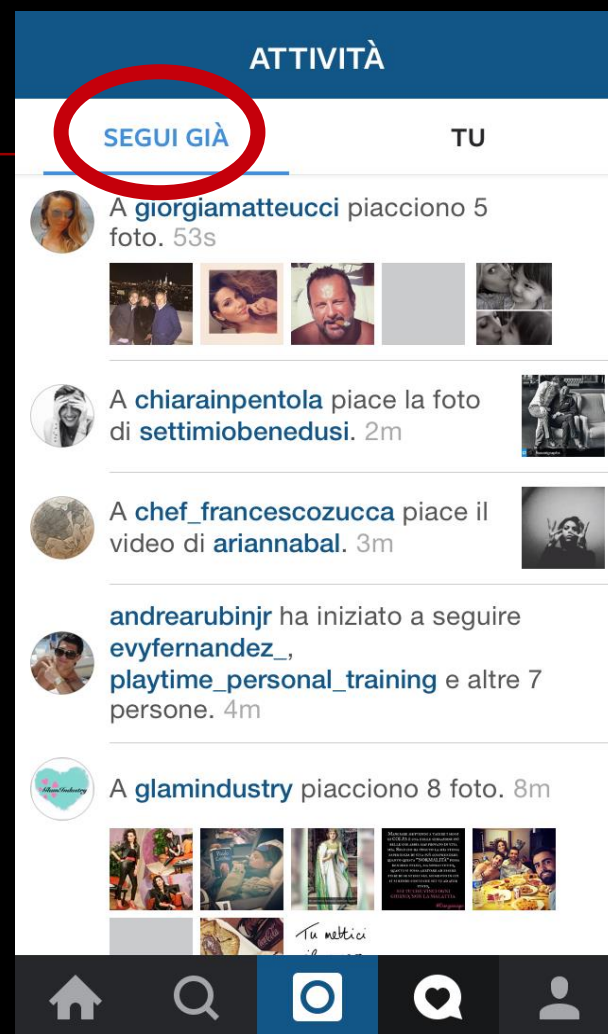 ATTIVITÀ
SEGUI GIÀ
TU
A giorgiamatteucci piacciono 5
foto. 53s
A chiarainpentola piace la foto
di settimiobenedusi. 2m
A chef_francescozucca piace il
video di ariannabal. 3m
andrearubinjr ha iniziato a seguire
evyfernandez_,
playtime_personal_training e altre 7
persone. 4m
A glamindustry piacciono 8 foto. 8m
Tu mettici